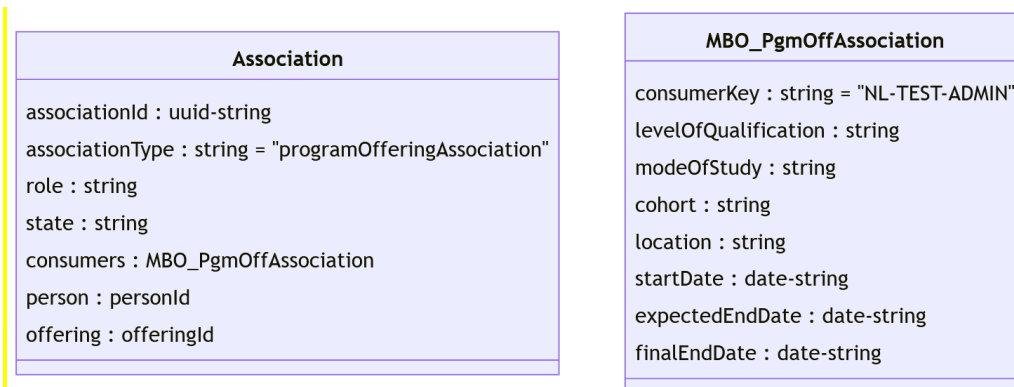 Association
associationId : uuid-string
associationType : string = "programOfferingAssociation"
role : string
state : string
consumers : MBO_PgmOffAssociation
person : personId
offering : offeringId
MBO_PgmOffAssociation
consumerKey : string = "NL-TEST-ADMIN"
levelOfQualification : string
modeOfStudy : string
cohort : string
location : string
startDate : date-string
expectedEndDate : date-string
finalEndDate : date-string